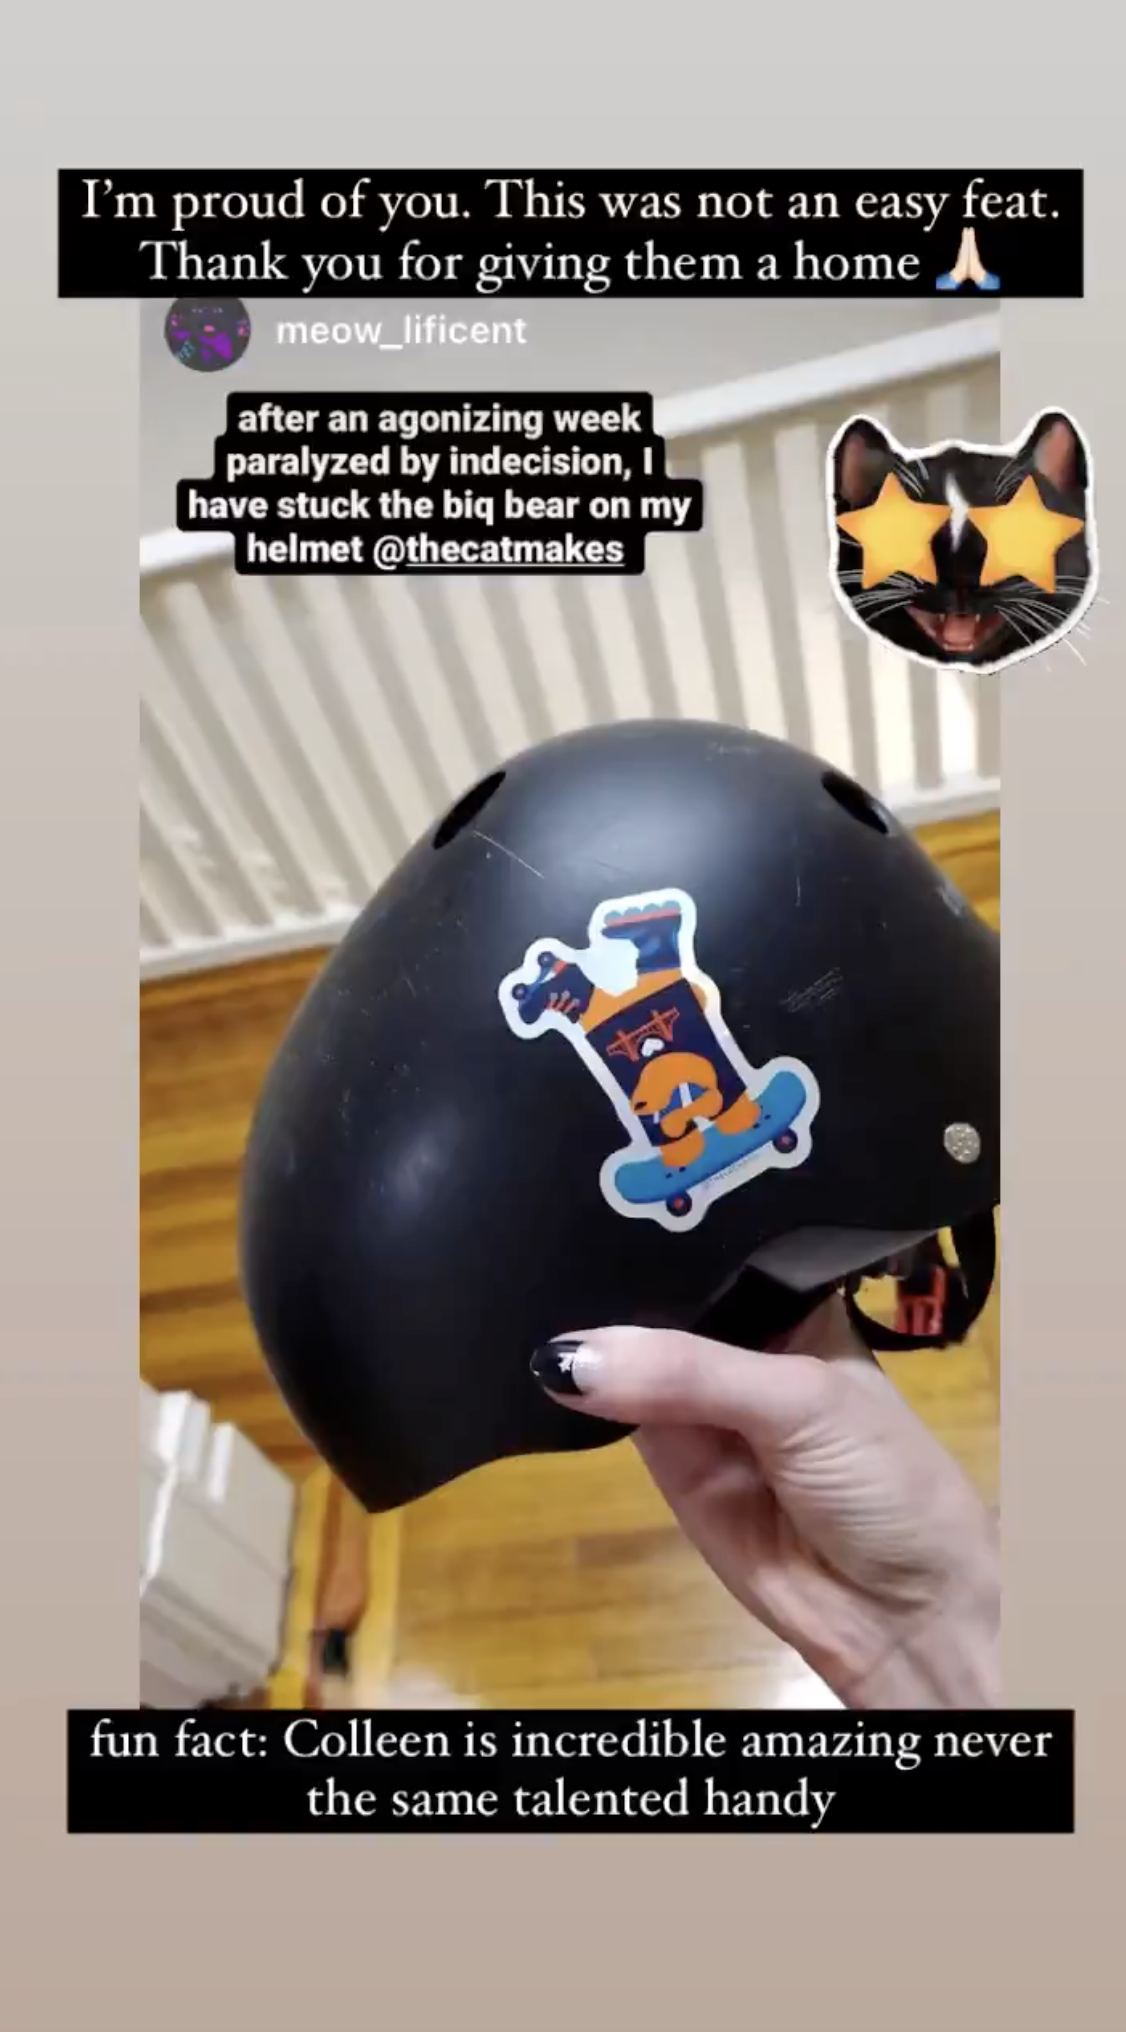 I'm proud of you. This was not an easy feat.
Thank you for giving them a home 🙏🏻
meow_lificent
after an agonizing week
paralyzed by indecision, I
have stuck the big bear on my
helmet @thecatmakes
fun fact: Colleen is incredible amazing never
the same talented handy